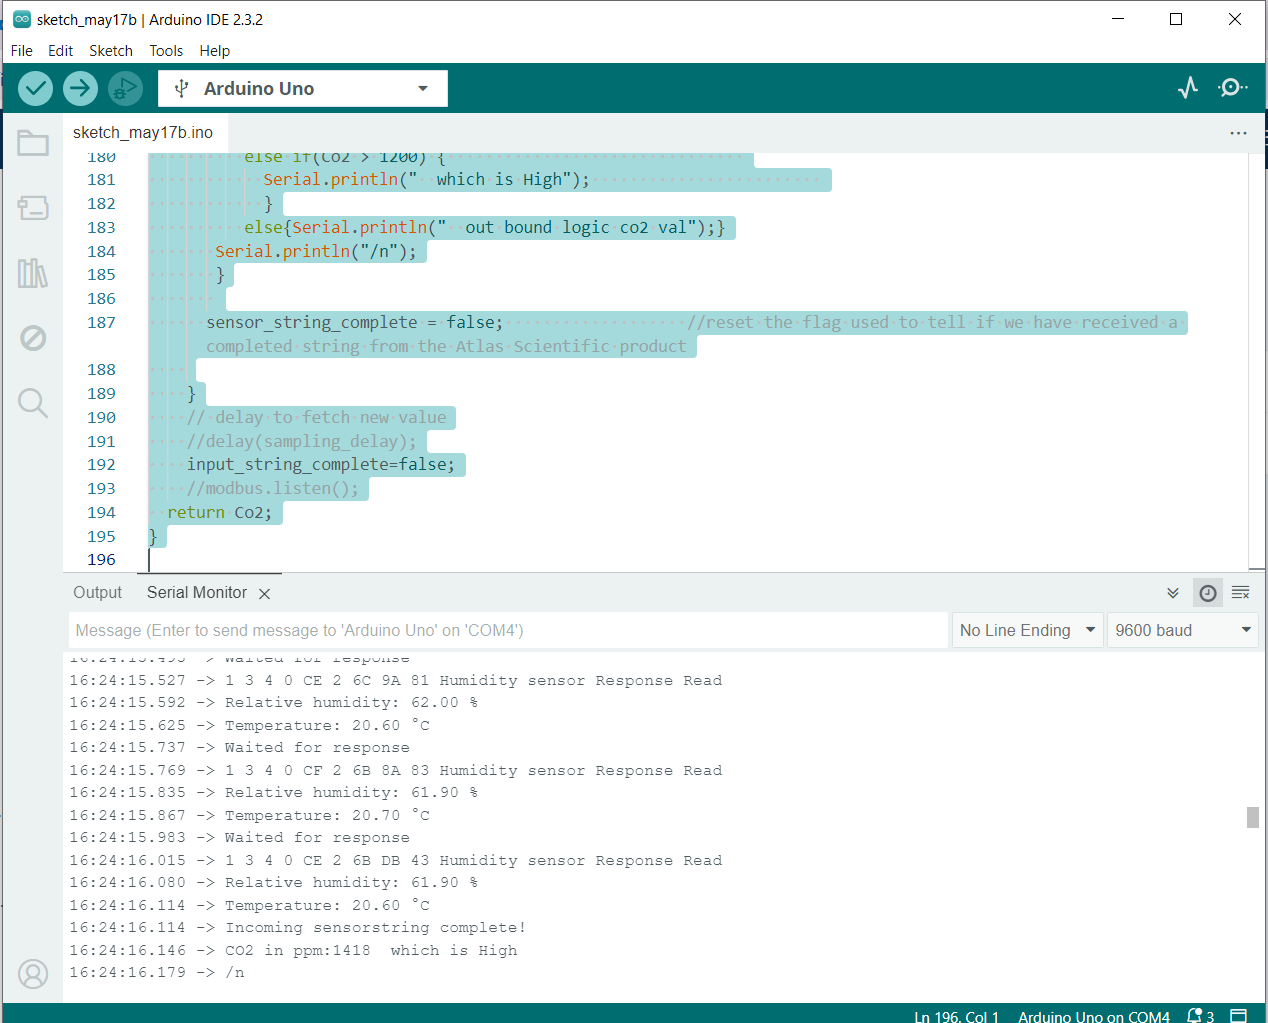 sketch_may17b | Arduino IDE 2.3.2
File Edit Sketch Tools Help
Arduino Uno
sketch_may17b.ino
180 else if(Co2 > 1200) {
181 Serial.println("  which is High");
182 }
183 else{Serial.println("  out bound logic co2 val");}
184 Serial.println("/n");
185 }
186
187 sensor_string_complete = false; //reset the flag used to tell if we have received a
completed string from the Atlas Scientific product
188
189 }
190 // delay to fetch new value
191 //delay(sampling_delay);
192 input_string_complete=false;
193 //modbus.listen();
194 return Co2;
195 }
196
Output Serial Monitor
Message (Enter to send message to 'Arduino Uno' on 'COM4') No Line Ending 9600 baud
16:24:15.495 -> Waited for response
16:24:15.527 -> 1 3 4 0 CE 2 6C 9A 81 Humidity sensor Response Read
16:24:15.592 -> Relative humidity: 62.00 %
16:24:15.625 -> Temperature: 20.60 °C
16:24:15.737 -> Waited for response
16:24:15.769 -> 1 3 4 0 CF 2 6B 8A 83 Humidity sensor Response Read
16:24:15.835 -> Relative humidity: 61.90 %
16:24:15.867 -> Temperature: 20.70 °C
16:24:15.983 -> Waited for response
16:24:16.015 -> 1 3 4 0 CE 2 6B DB 43 Humidity sensor Response Read
16:24:16.080 -> Relative humidity: 61.90 %
16:24:16.114 -> Temperature: 20.60 °C
16:24:16.114 -> Incoming sensorstring complete!
16:24:16.146 -> CO2 in ppm:1418  which is High
16:24:16.179 -> /n
Ln 196, Col 1 Arduino Uno on COM4 3